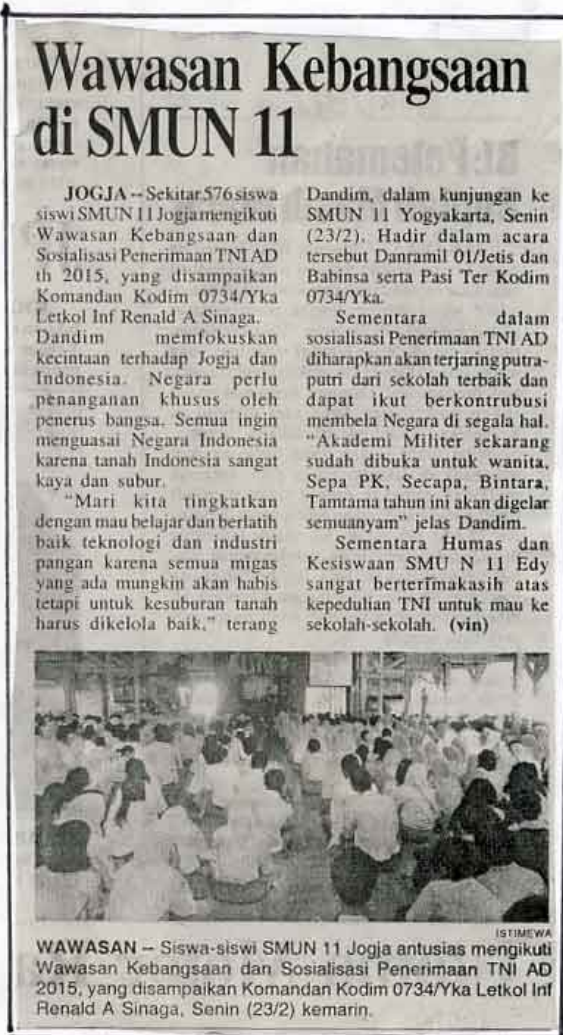 Wawasan Kebangsaan
di SMUN 11
JOGJA -- Sekitar 576 siswa
siswi SMUN 11 Jogja mengikuti
Wawasan Kebangsaan dan
Sosialisasi Penerimaan TNI AD
th 2015, yang disampaikan
Komandan Kodim 0734/Yka
Letkol Inf Renald A Sinaga.
Dandim memfokuskan
kecintaan terhadap Jogja dan
Indonesia. Negara perlu
penanganan khusus oleh
penerus bangsa. Semua ingin
menguasai Negara Indonesia
karena tanah Indonesia sangat
kaya dan subur.
"Mari kita tingkatkan
dengan mau belajar dan berlatih
baik teknologi dan industri
pangan karena semua migas
yang ada mungkin akan habis
tetapi untuk kesuburan tanah
harus dikelola baik," terang
Dandim, dalam kunjungan ke
SMUN 11 Yogyakarta, Senin
(23/2). Hadir dalam acara
tersebut Danramil 01/Jetis dan
Babinsa serta Pasi Ter Kodim
0734/Yka.
Sementara dalam
sosialisasi Penerimaan TNI AD
diharapkan akan terjaring putra-
putri dari sekolah terbaik dan
dapat ikut berkontrubusi
membela Negara di segala hal.
"Akademi Militer sekarang
sudah dibuka untuk wanita,
Sepa PK, Secapa, Bintara,
Tamtama tahun ini akan digelar
semuanyam" jelas Dandim.
Sementara Humas dan
Kesiswaan SMU N 11 Edy
sangat berterimakasih atas
kepedulian TNI untuk mau ke
sekolah-sekolah. (vin)
ISTIMEWA
WAWASAN -- Siswa-siswi SMUN 11 Jogja antusias mengikuti
Wawasan Kebangsaan dan Sosialisasi Penerimaan TNI AD
2015, yang disampaikan Komandan Kodim 0734/Yka Letkol Inf
Renald A Sinaga, Senin (23/2) kemarin.